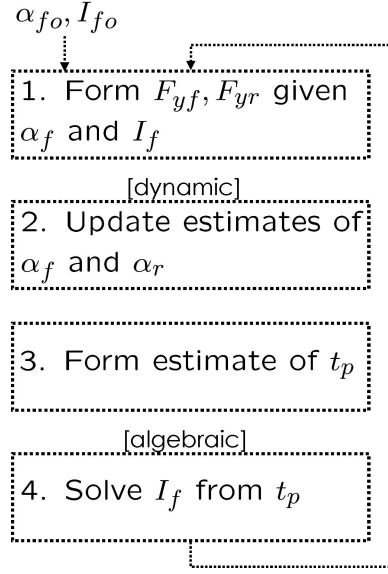 α_{fo}, I_{fo}
1. Form F_{yf}, F_{yr} given
α_f and I_f
[dynamic]
2. Update estimates of
α_f and α_r
3. Form estimate of t_p
[algebraic]
4. Solve I_f from t_p